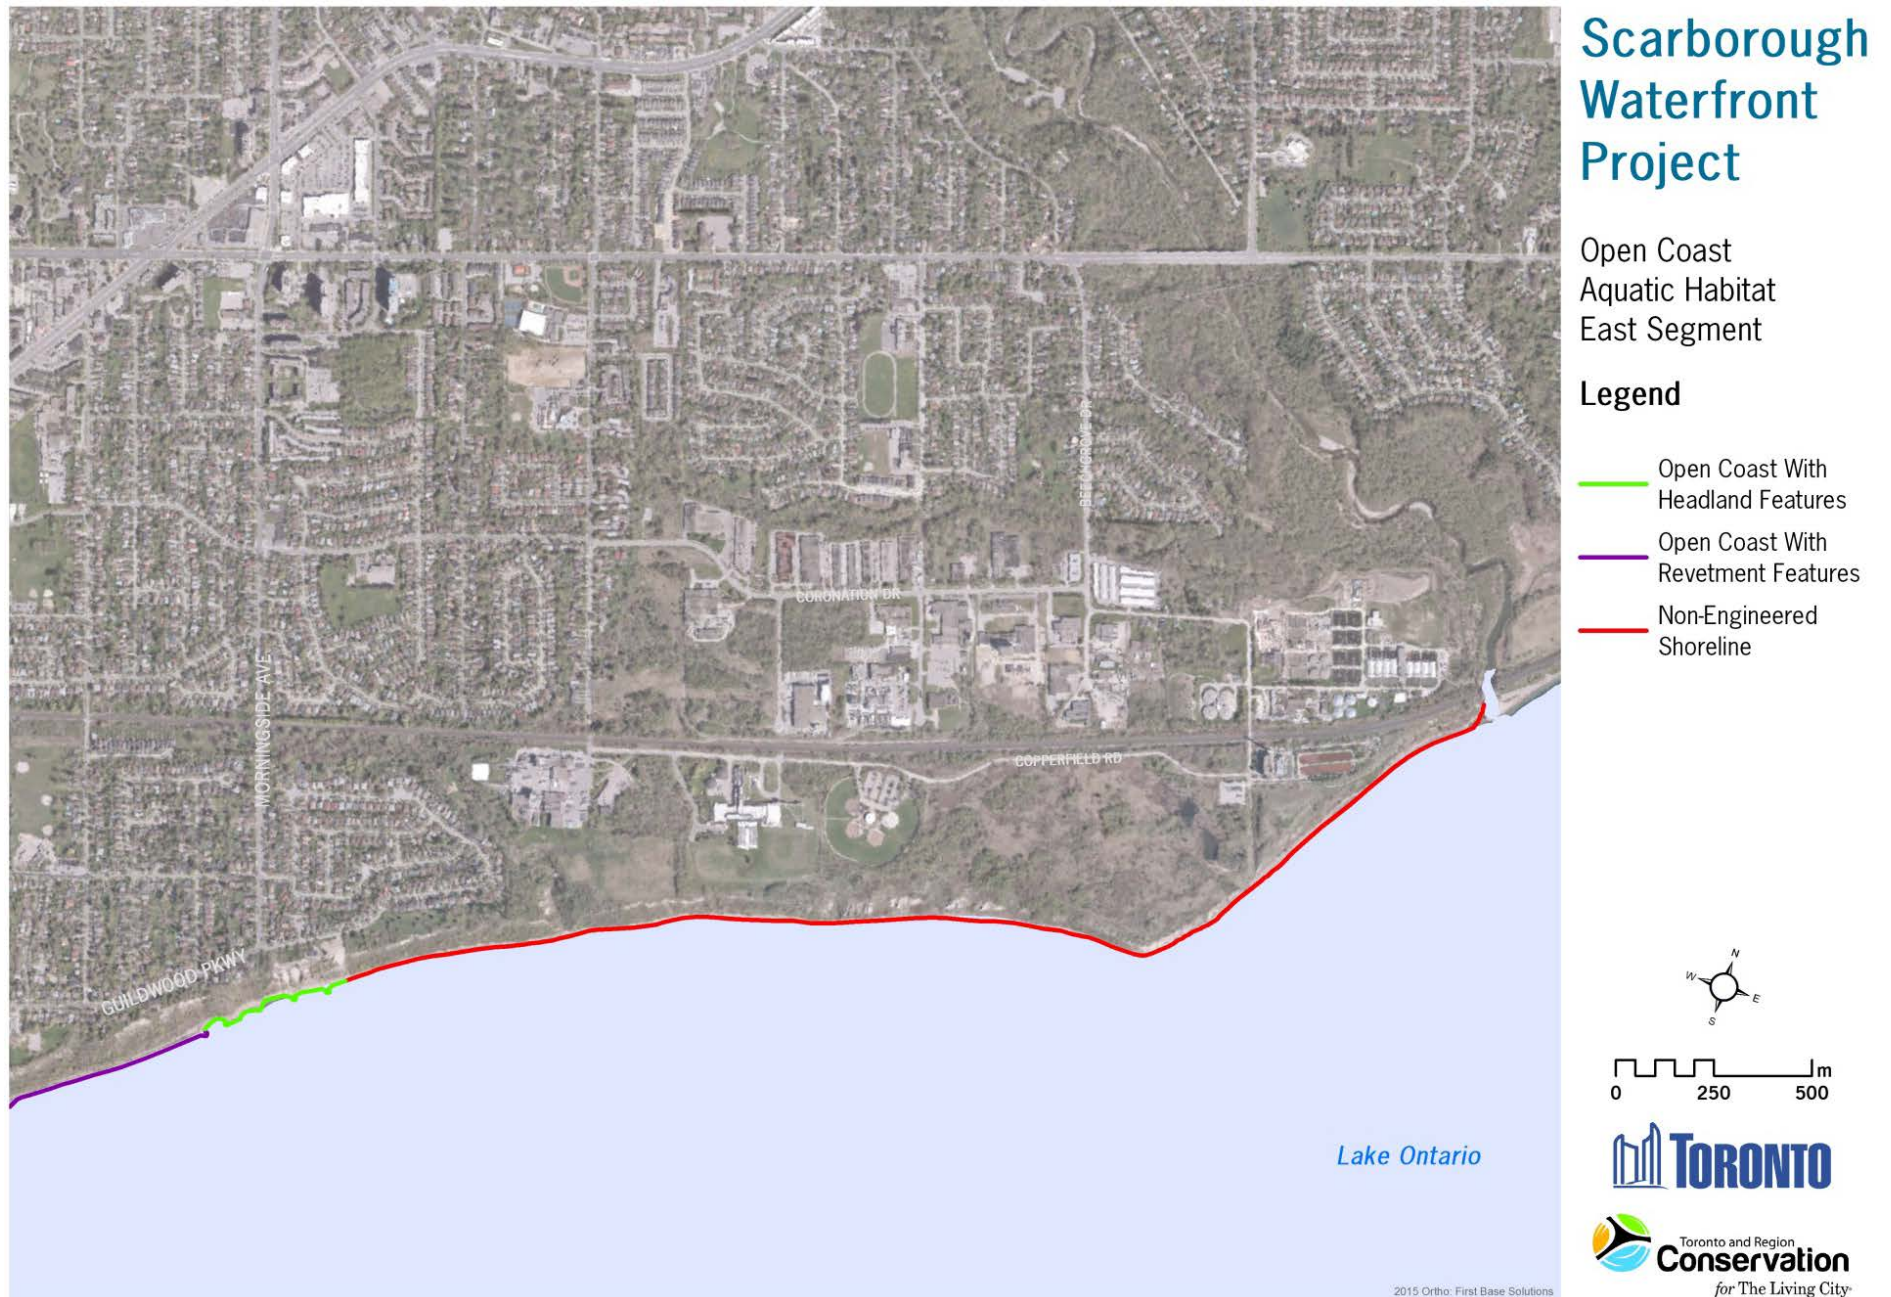 Scarborough
Waterfront
Project
Open Coast
Aquatic Habitat
East Segment
Legend
Open Coast With
Headland Features
Open Coast With
Revetment Features
Non-Engineered
Shoreline
CORONATION DR
MORNINGSIDE AVE
COPPERFIELD RD
GUILDWOOD PKWY
Lake Ontario
N
W
E
S
m
0 250 500
TORONTO
Toronto and Region
Conservation
for The Living City
2015 Ortho: First Base Solutions